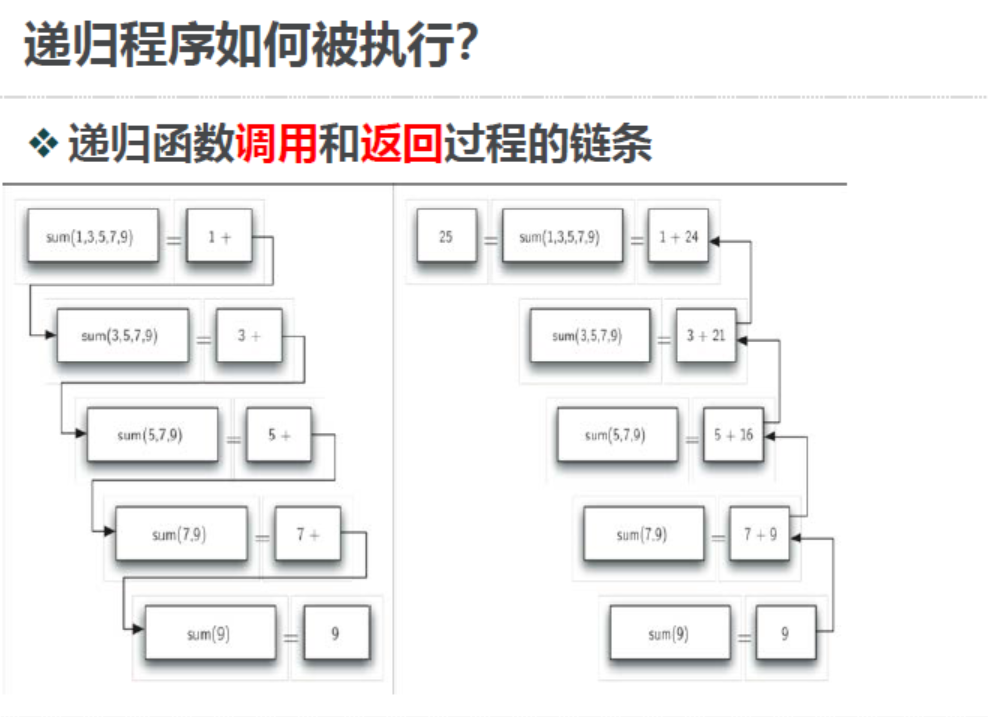 递归程序如何被执行?
❖ 递归函数调用和返回过程的链条
sum(1,3,5,7,9) = 1 +
sum(3,5,7,9) = 3 +
sum(5,7,9) = 5 +
sum(7,9) = 7 +
sum(9) = 9
25 = sum(1,3,5,7,9) = 1 + 24
sum(3,5,7,9) = 3 + 21
sum(5,7,9) = 5 + 16
sum(7,9) = 7 + 9
sum(9) = 9